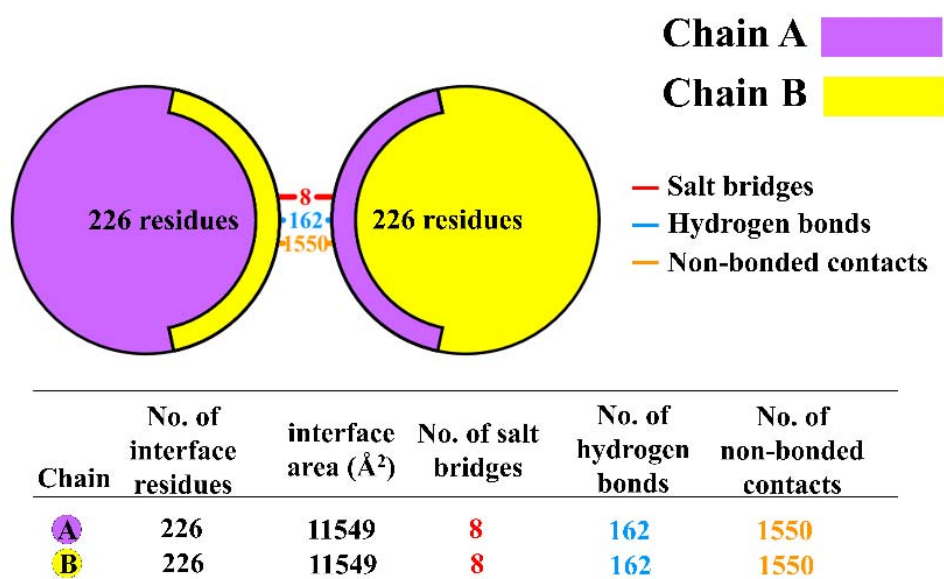 Chain A
Chain B
226 residues
8
162
1550
226 residues
Salt bridges
Hydrogen bonds
Non-bonded contacts
Chain
No. of
interface
residues
interface
area (Å²)
No. of salt
bridges
No. of
hydrogen
bonds
No. of
non-bonded
contacts
A 226 11549 8 162 1550
B 226 11549 8 162 1550